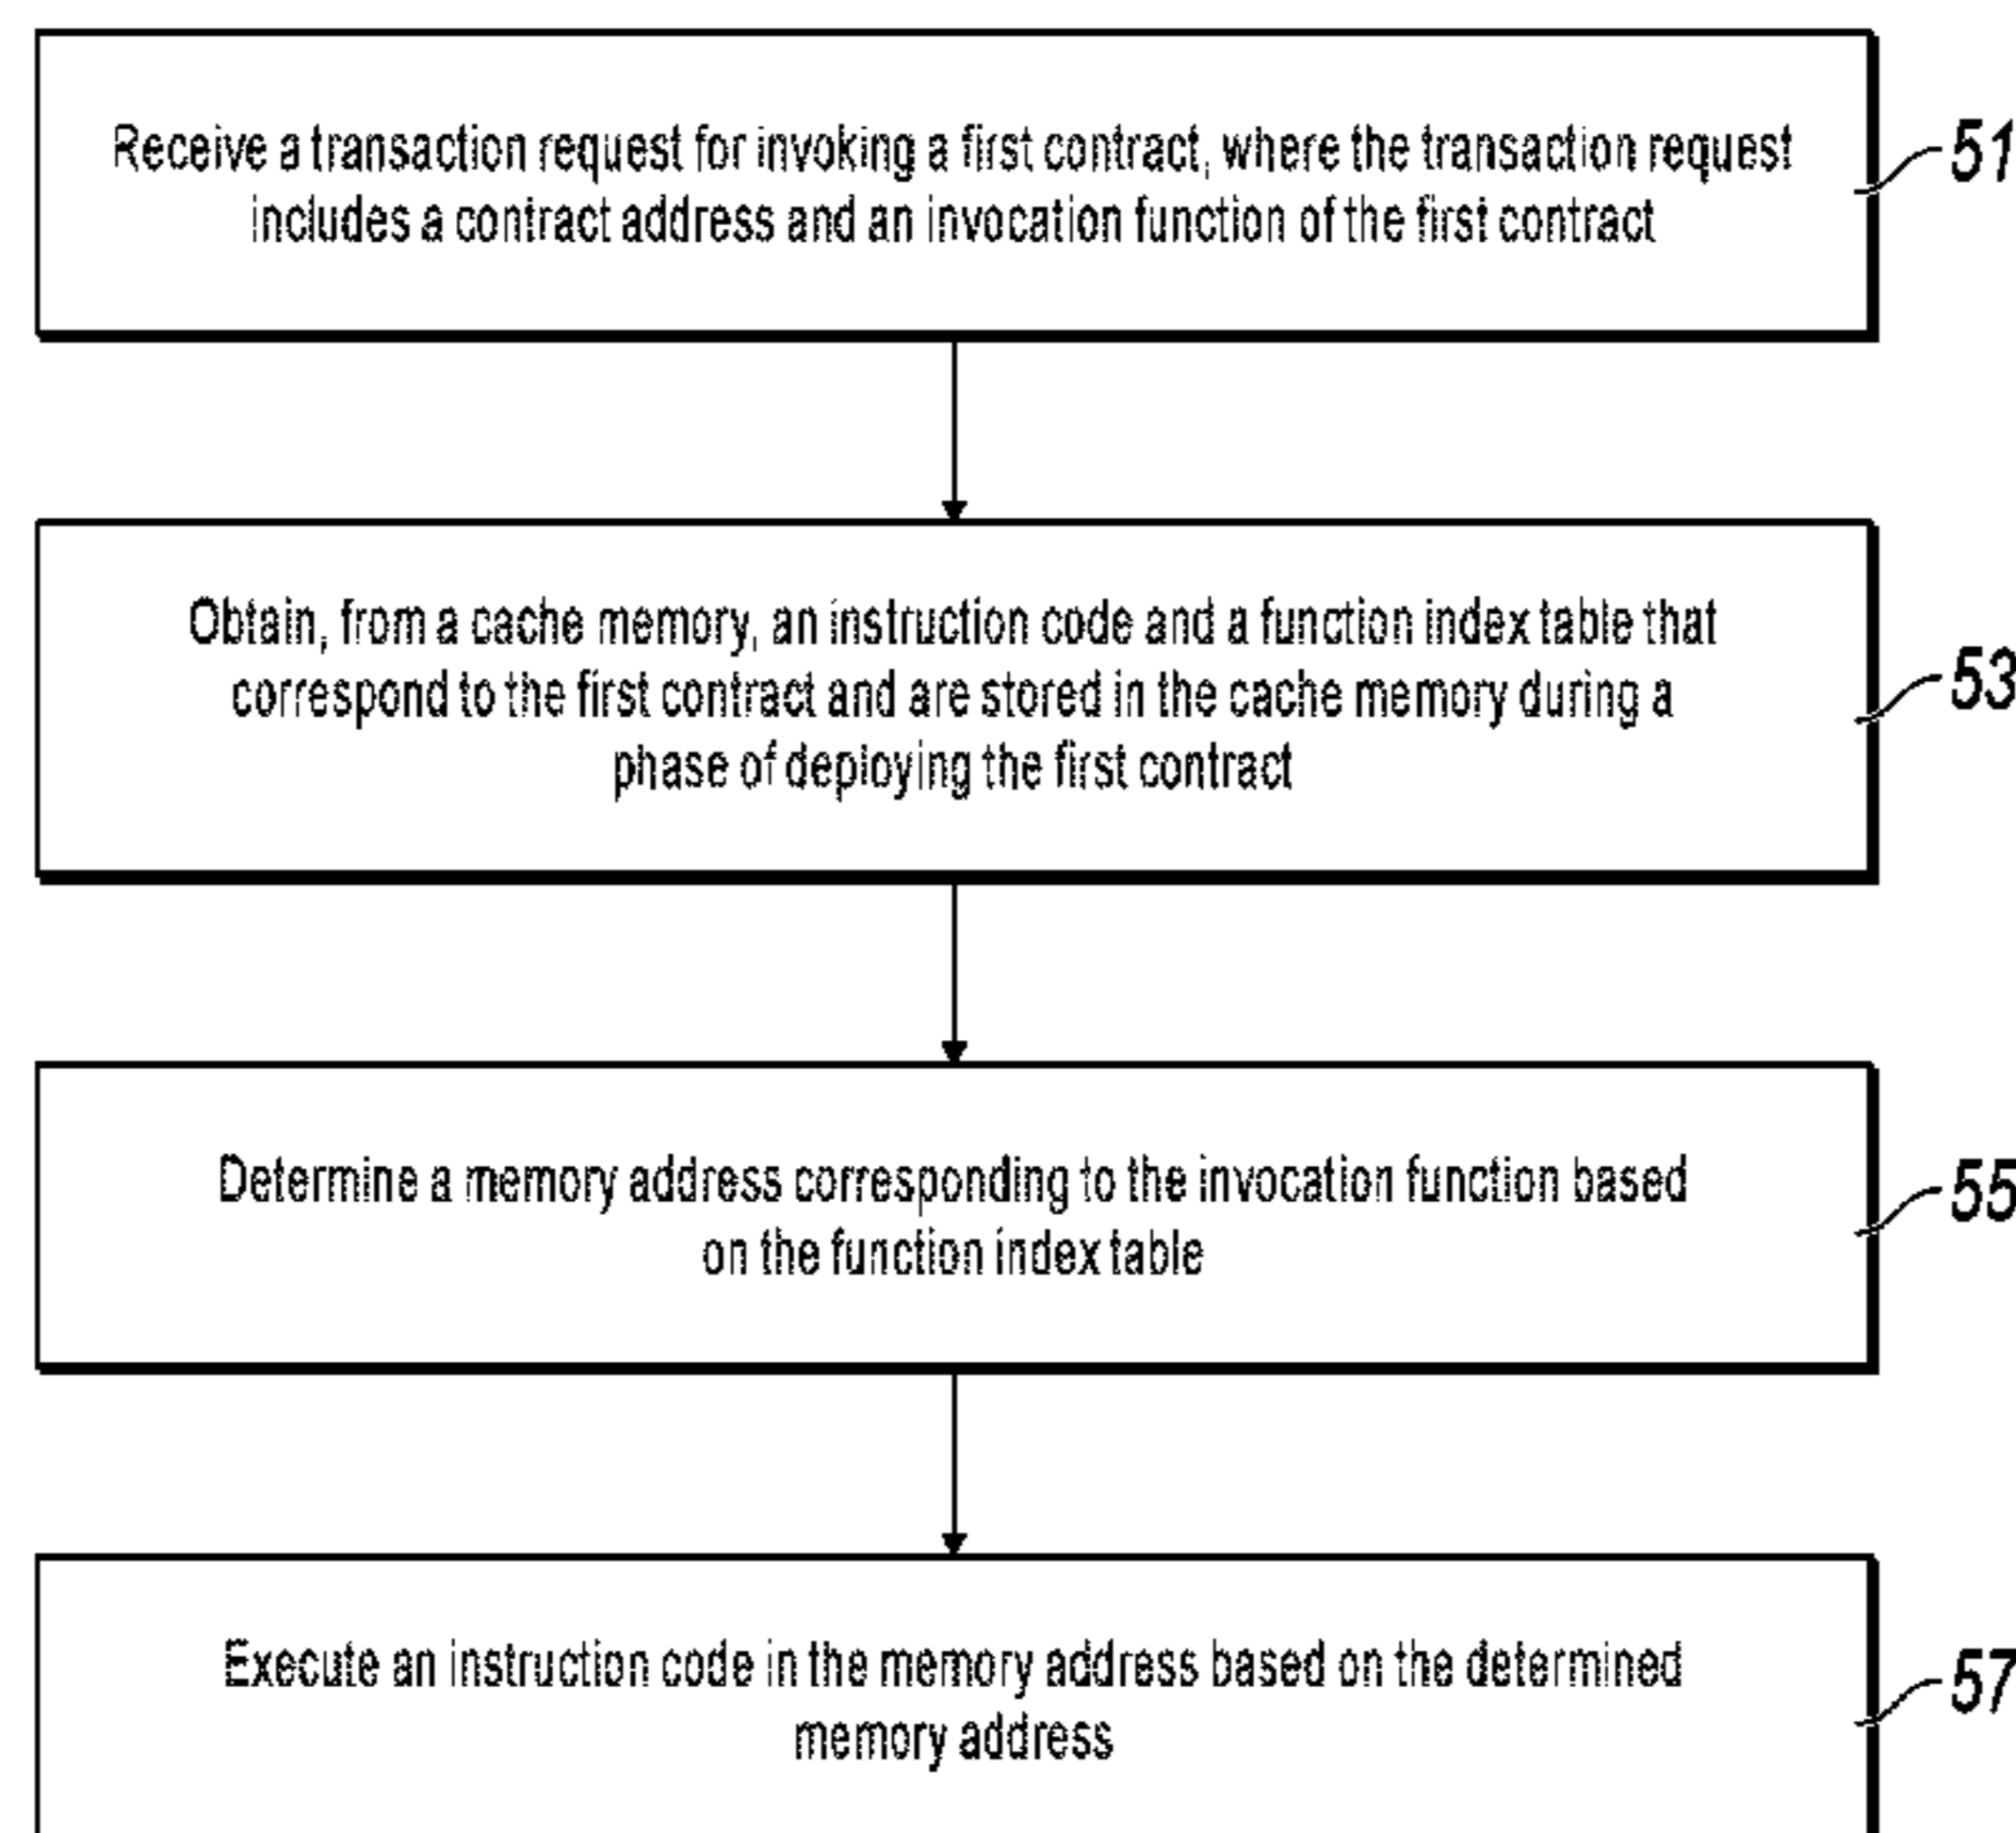 Receive a transaction request for invoking a first contract, where the transaction request
includes a contract address and an invocation function of the first contract
51
Obtain, from a cache memory, an instruction code and a function index table that
correspond to the first contract and are stored in the cache memory during a
phase of deploying the first contract
53
Determine a memory address corresponding to the invocation function based
on the function index table
55
Execute an instruction code in the memory address based on the determined
memory address
57